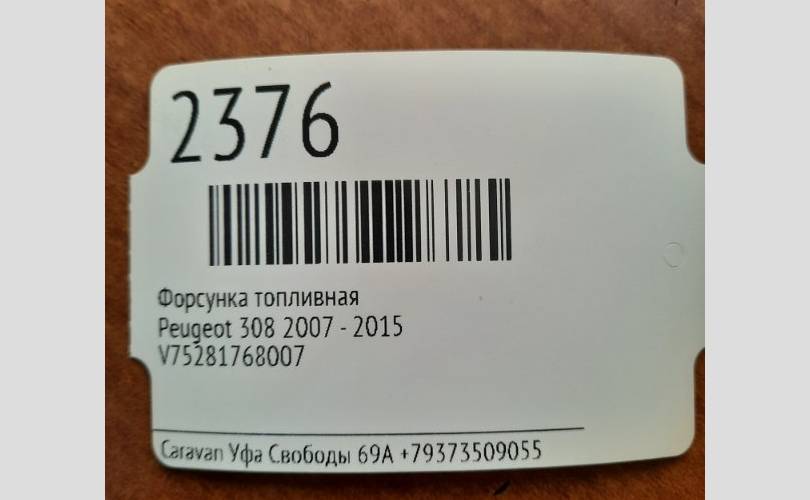 2376
Форсунка топливная
Peugeot 308 2007 - 2015
V75281768007
Caravan Уфа Свободы 69А +79373509055